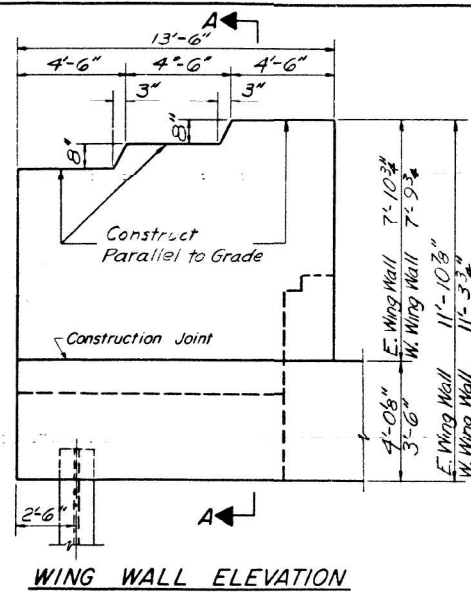 A
13'-6"
4'-6" 4'-6" 4'-6"
3" 3"
8" 8"
Construct
Parallel to Grade
Construction Joint
E. Wing Wall 7'-10¾"
W. Wing Wall 7'-9¾
4'-0⅛"
3'-6"
E. Wing Wall 11'-10⅞"
W. Wing Wall 11'-3¾"
2'-6"
A
WING WALL ELEVATION